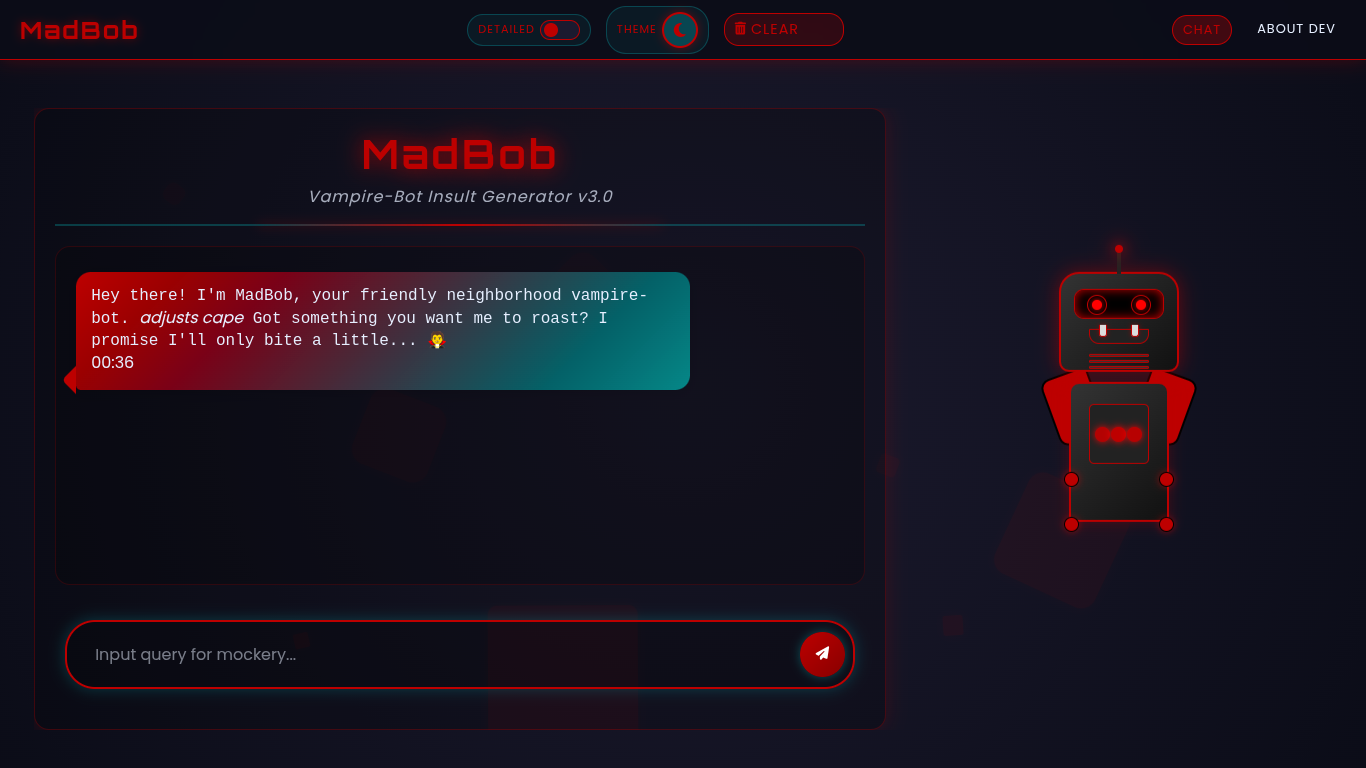 MadBob
DETAILED
THEME
CLEAR
CHAT
ABOUT DEV
MadBob
Vampire-Bot Insult Generator v3.0
Hey there! I'm MadBob, your friendly neighborhood vampire-
bot. adjusts cape Got something you want me to roast? I
promise I'll only bite a little... 🧛
00:36
Input query for mockery...